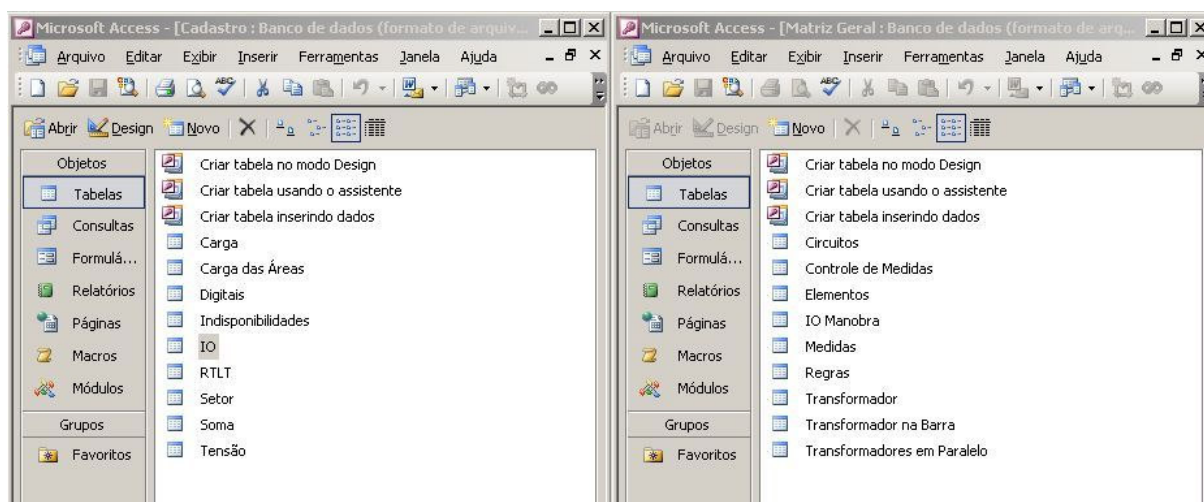 Microsoft Access - [Cadastro : Banco de dados (formato de arquiv...
Arquivo Editar Exibir Inserir Ferramentas Janela Ajuda
Abrir Design Novo
Objetos
Tabelas
Consultas
Formulá...
Relatórios
Páginas
Macros
Módulos
Grupos
Favoritos
Criar tabela no modo Design
Criar tabela usando o assistente
Criar tabela inserindo dados
Carga
Carga das Áreas
Digitais
Indisponibilidades
IO
RTLT
Setor
Soma
Tensão
Microsoft Access - [Matriz Geral : Banco de dados (formato de arq...
Arquivo Editar Exibir Inserir Ferramentas Janela Ajuda
Abrir Design Novo
Objetos
Tabelas
Consultas
Formulá...
Relatórios
Páginas
Macros
Módulos
Grupos
Favoritos
Criar tabela no modo Design
Criar tabela usando o assistente
Criar tabela inserindo dados
Circuitos
Controle de Medidas
Elementos
IO Manobra
Medidas
Regras
Transformador
Transformador na Barra
Transformadores em Paralelo